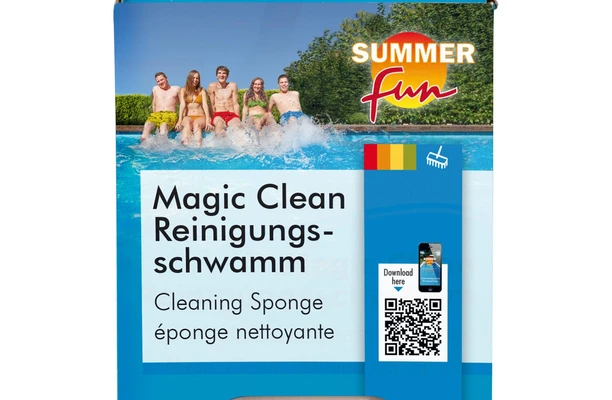 SUMMER
fun
Magic Clean
Reinigungs-
schwamm
Cleaning Sponge
éponge nettoyante
Download
here